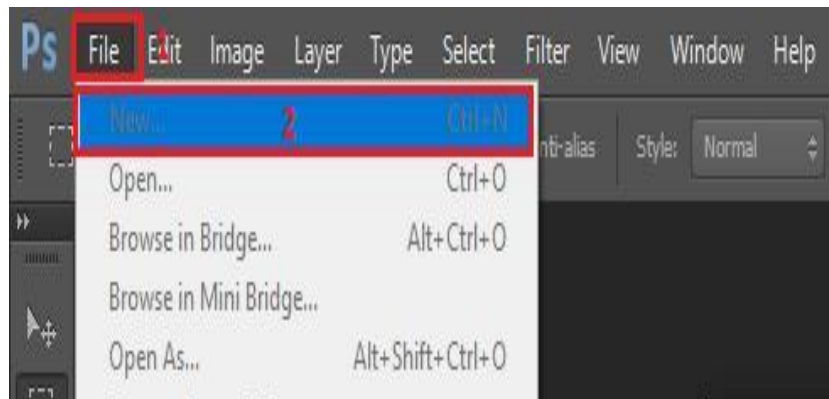 Ps File Edit Image Layer Type Select Filter View Window Help
New... 2 Ctrl+N
nti-alias Style: Normal
Open... Ctrl+O
Browse in Bridge... Alt+Ctrl+O
Browse in Mini Bridge...
Open As... Alt+Shift+Ctrl+O